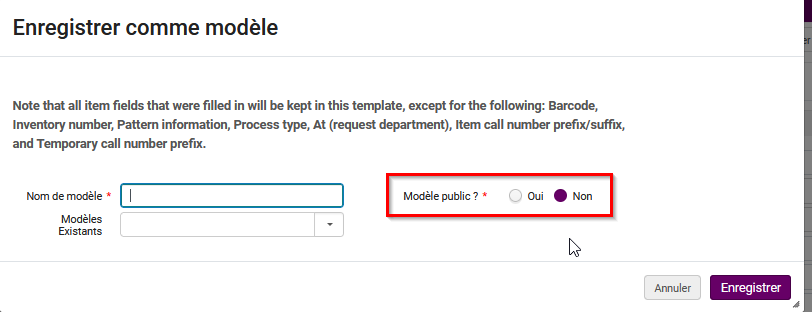 Enregistrer comme modèle
Note that all item fields that were filled in will be kept in this template, except for the following: Barcode,
Inventory number, Pattern information, Process type, At (request department), Item call number prefix/suffix,
and Temporary call number prefix.
Nom de modèle *
Modèle public ? * Oui Non
Modèles
Existants
Annuler Enregistrer